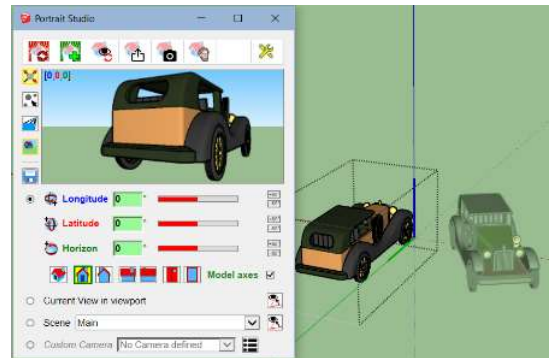 Portrait Studio
[0,0,0]
Longitude 0 °
Latitude 0 °
Horizon 0 °
Model axes
Current View in viewport
Scene Main
Custom Camera No Camera defined